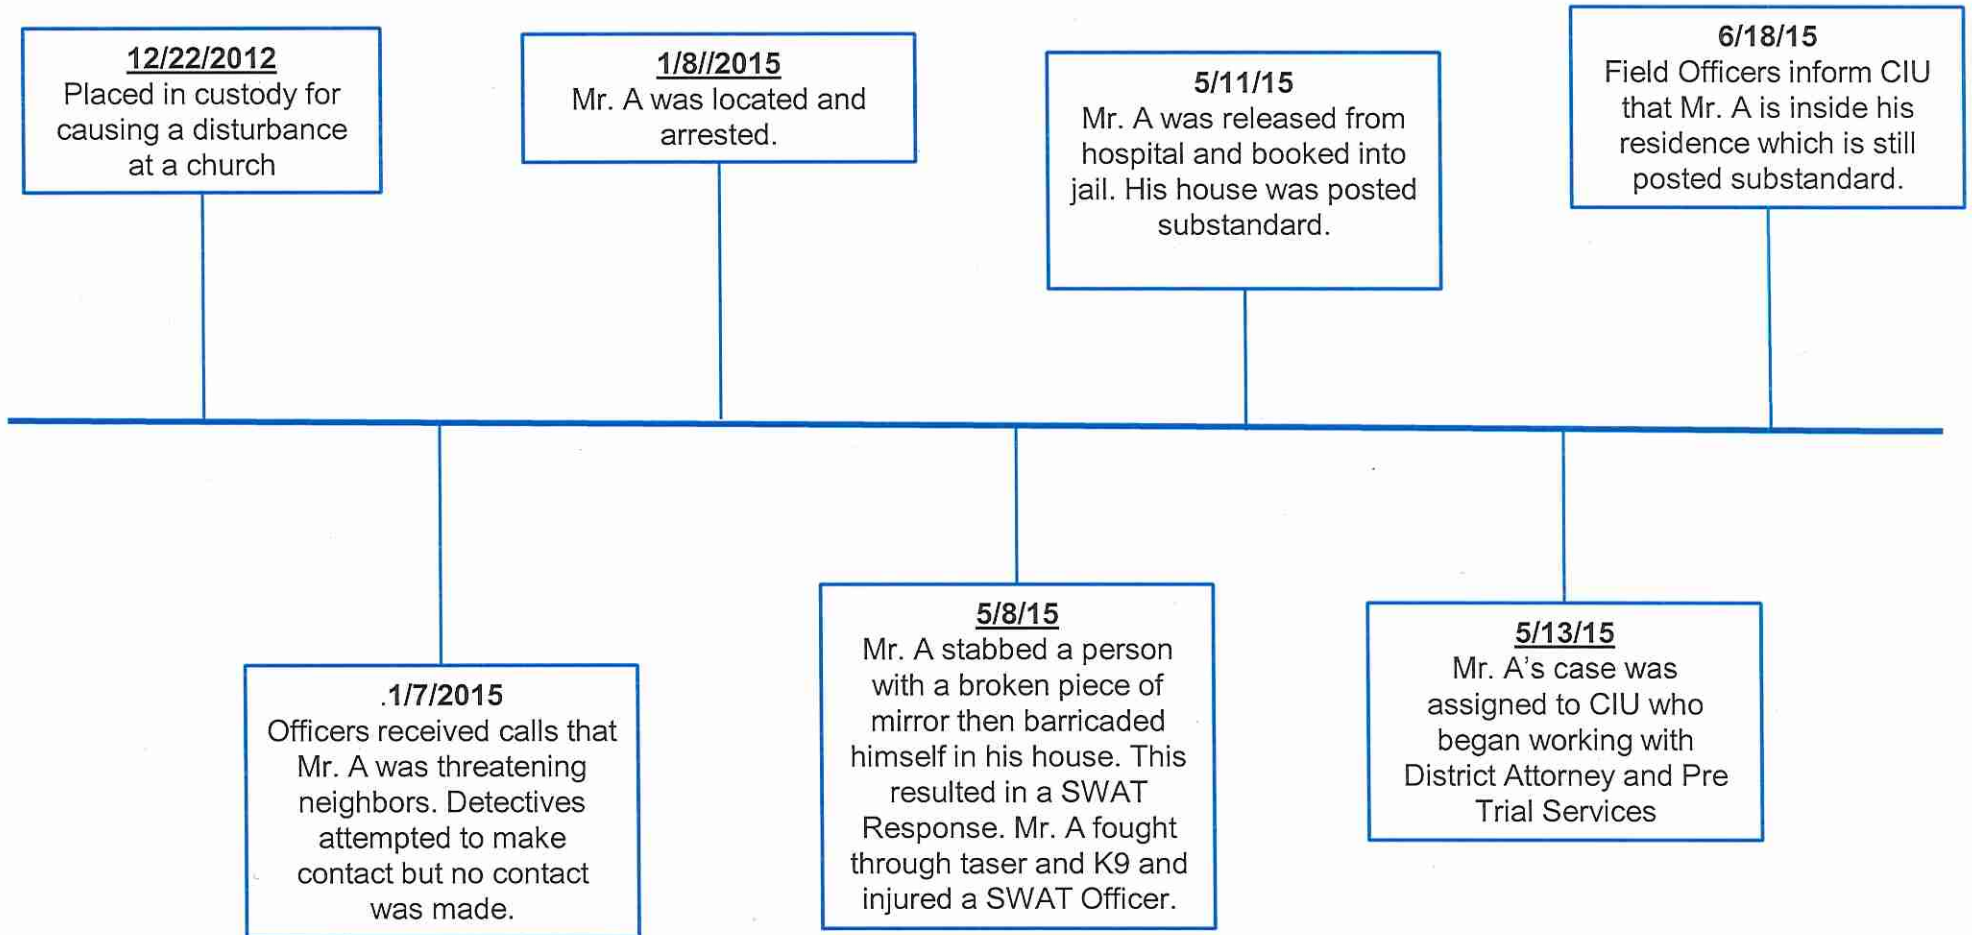 12/22/2012
Placed in custody for
causing a disturbance
at a church
.1/7/2015
Officers received calls that
Mr. A was threatening
neighbors. Detectives
attempted to make
contact but no contact
was made.
1/8//2015
Mr. A was located and
arrested.
5/8/15
Mr. A stabbed a person
with a broken piece of
mirror then barricaded
himself in his house. This
resulted in a SWAT
Response. Mr. A fought
through taser and K9 and
injured a SWAT Officer.
5/11/15
Mr. A was released from
hospital and booked into
jail. His house was posted
substandard.
5/13/15
Mr. A’s case was
assigned to CIU who
began working with
District Attorney and Pre
Trial Services
6/18/15
Field Officers inform CIU
that Mr. A is inside his
residence which is still
posted substandard.